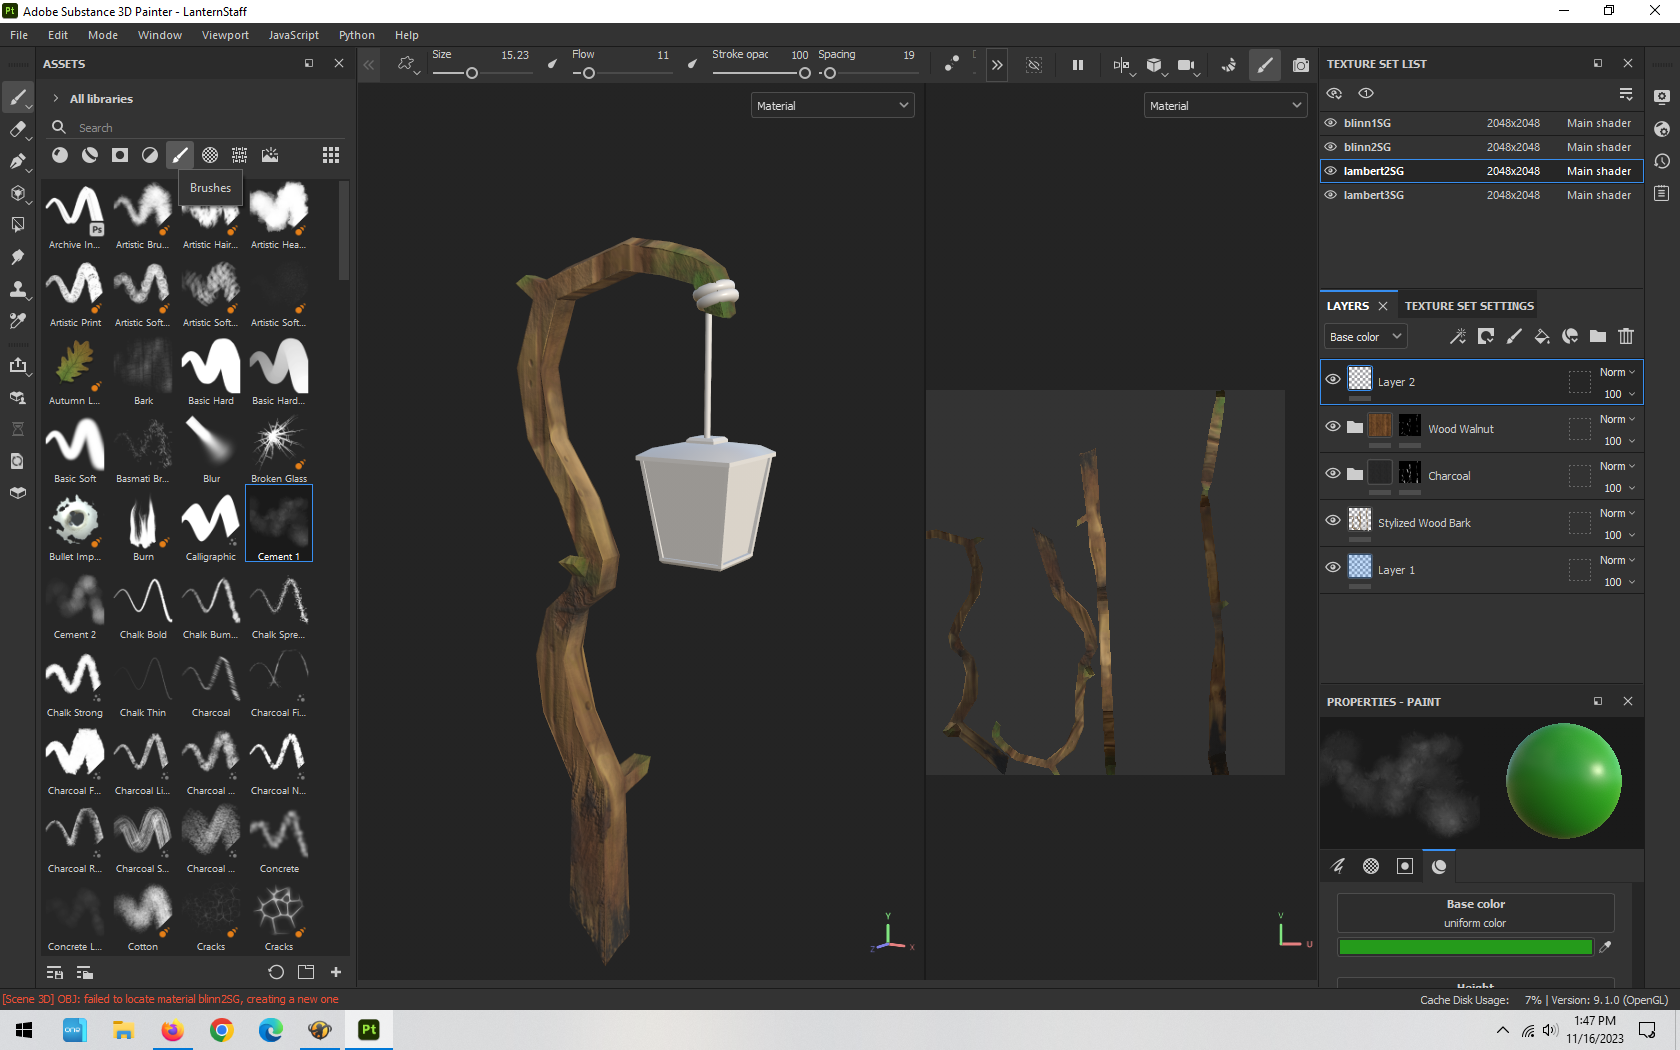 Pt Adobe Substance 3D Painter - LanternStaff
File Edit Mode Window Viewport JavaScript Python Help
ASSETS
All libraries
Search
Brushes
Archive In... Artistic Bru... Artistic Hair... Artistic Hea...
Ps
Artistic Print Artistic Soft... Artistic Soft... Artistic Soft...
Autumn L... Bark Basic Hard Basic Hard...
Basic Soft Basmati Br... Blur Broken Glass
Bullet Imp... Burn Calligraphic Cement 1
Cement 2 Chalk Bold Chalk Bum... Chalk Spre...
Chalk Strong Chalk Thin Charcoal Charcoal Fi...
Charcoal F... Charcoal Li... Charcoal ... Charcoal N...
Charcoal R... Charcoal S... Charcoal ... Concrete
Concrete L... Cotton Cracks Cracks
Size 15.23 Flow 11 Stroke opac 100 Spacing 19
Material
Material
Y
X
Z
V
U
TEXTURE SET LIST
blinn1SG 2048x2048 Main shader
blinn2SG 2048x2048 Main shader
lambert2SG 2048x2048 Main shader
lambert3SG 2048x2048 Main shader
LAYERS TEXTURE SET SETTINGS
Base color
Layer 2 Norm 100
Wood Walnut Norm 100
Charcoal Norm 100
Stylized Wood Bark Norm 100
Layer 1 Norm 100
PROPERTIES - PAINT
Base color
uniform color
Height
[Scene 3D] OBJ: failed to locate material blinn2SG, creating a new one
Cache Disk Usage: 7% | Version: 9.1.0 (OpenGL)
one
Pt
1:47 PM
11/16/2023